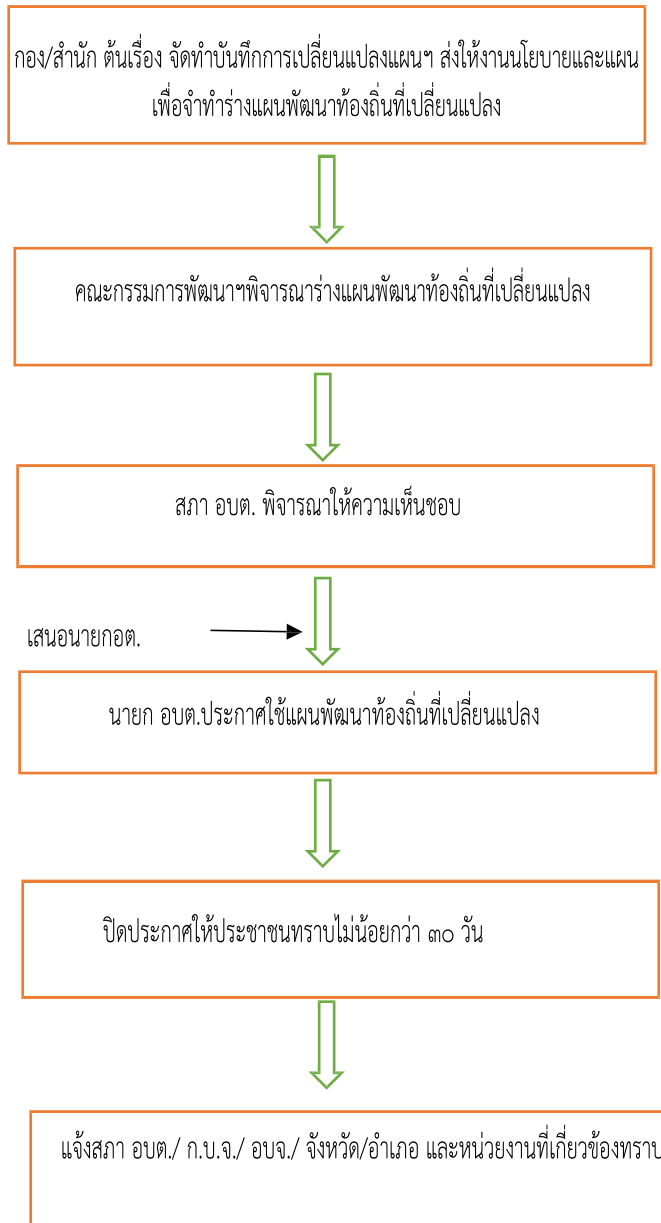 กอง/สำนัก ต้นเรื่อง จัดทำบันทึกการเปลี่ยนแปลงแผนฯ ส่งให้งานนโยบายและแผน
เพื่อจำทำร่างแผนพัฒนาท้องถิ่นที่เปลี่ยนแปลง
คณะกรรมการพัฒนาฯพิจารณาร่างแผนพัฒนาท้องถิ่นที่เปลี่ยนแปลง
สภา อบต. พิจารณาให้ความเห็นชอบ
เสนอนายกอต.
นายก อบต.ประกาศใช้แผนพัฒนาท้องถิ่นที่เปลี่ยนแปลง
ปิดประกาศให้ประชาชนทราบไม่น้อยกว่า ๓๐ วัน
แจ้งสภา อบต./ ก.บ.จ./ อบจ./ จังหวัด/อำเภอ และหน่วยงานที่เกี่ยวข้องทราบ